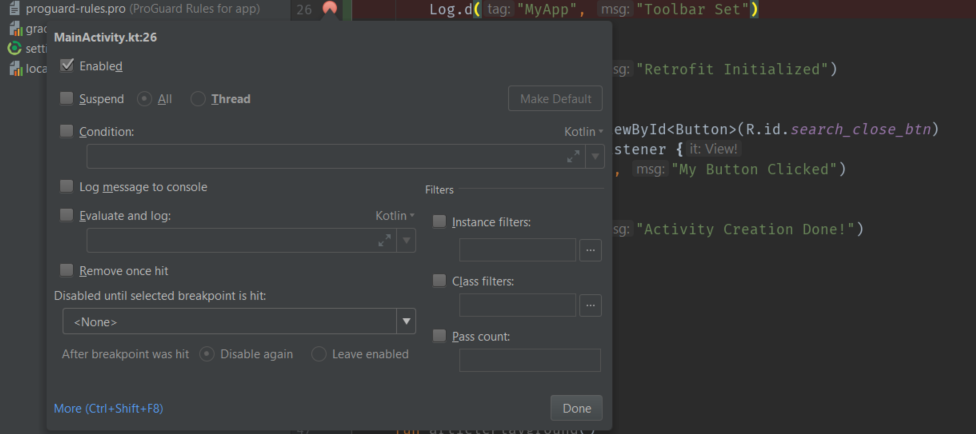 proguard-rules.pro (ProGuard Rules for app)
26 Log.d( tag: "MyApp", msg: "Toolbar Set")
grad
MainActivity.kt:26
setti
Enabled
loca
sg: "Retrofit Initialized")
Suspend All Thread Make Default
Condition: Kotlin
ewById<Button>(R.id.search_close_btn)
stener { it: View!
, msg: "My Button Clicked")
Log message to console
Filters
Evaluate and log: Kotlin
Instance filters:
sg: "Activity Creation Done!")
...
Remove once hit
Class filters:
Disabled until selected breakpoint is hit:
...
<None>
Pass count:
After breakpoint was hit Disable again Leave enabled
More (Ctrl+Shift+F8) Done